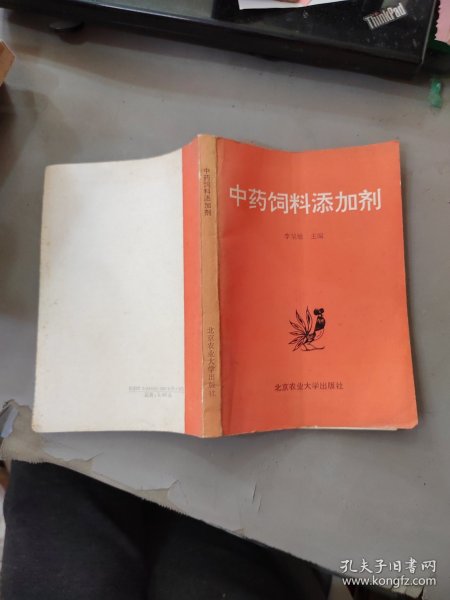 ThinkPad
中药饲料添加剂
主编
北京农业大学出版社
中药饲料添加剂
北京农业大学出版社
孔夫子旧书网
www.kongfz.com